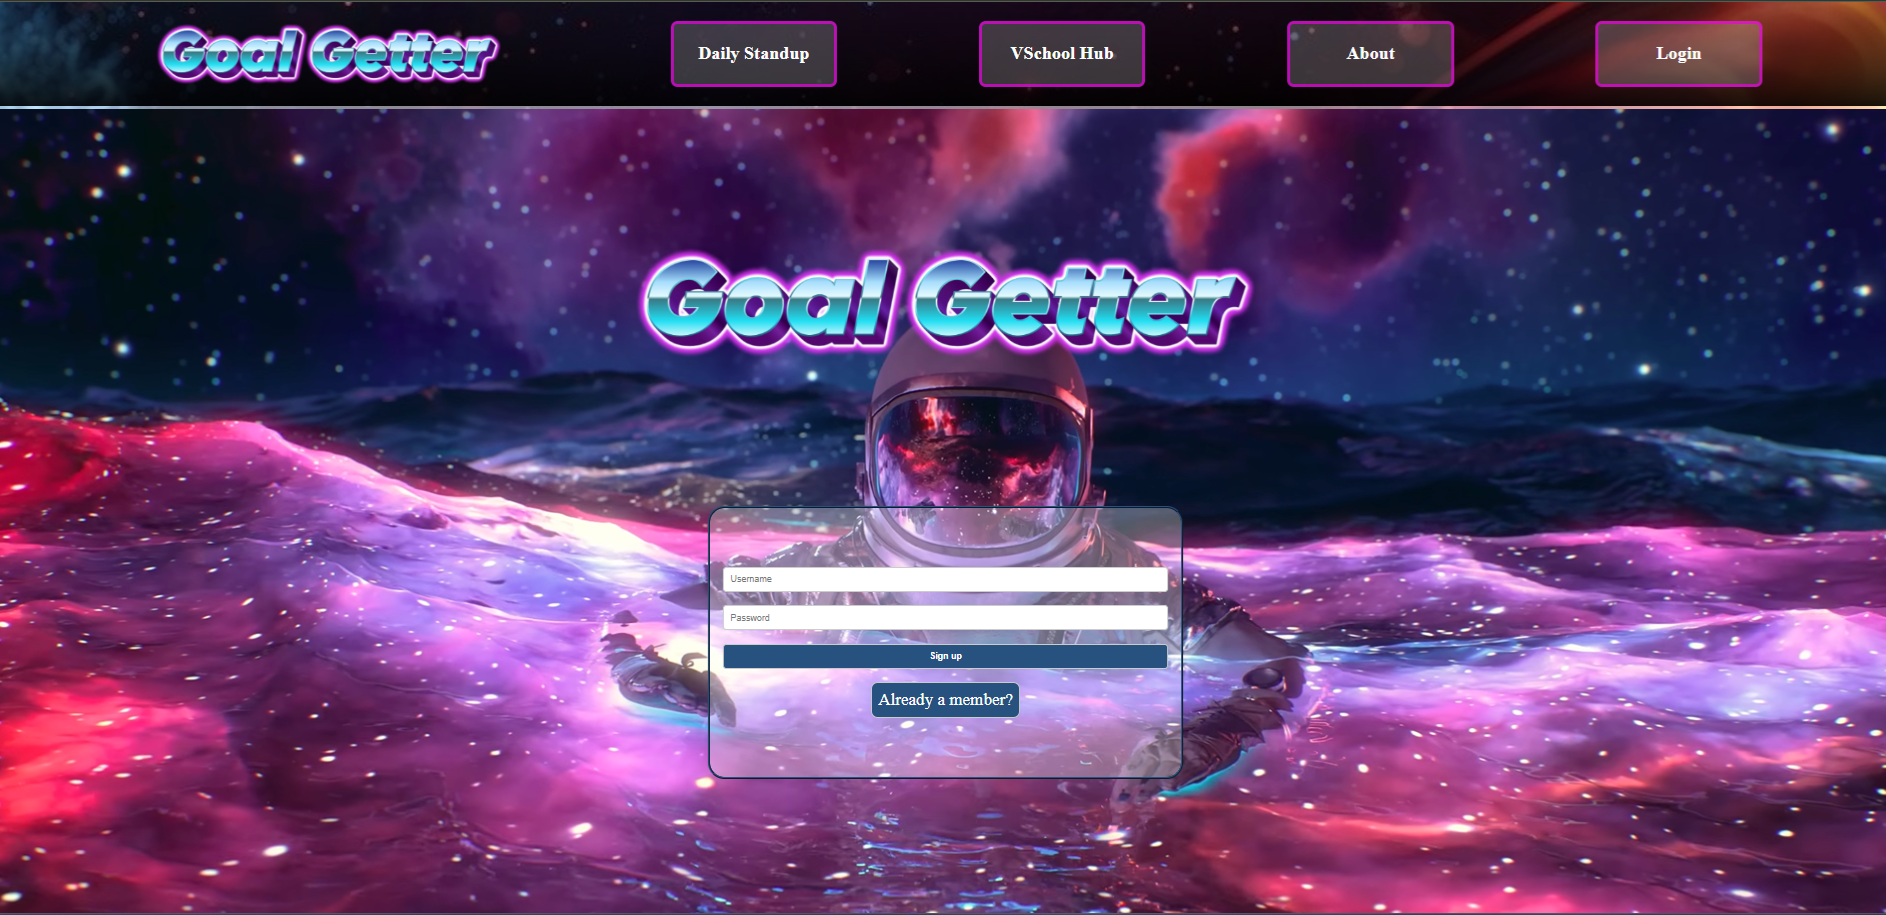 Goal Getter
Daily Standup
VSchool Hub
About
Login
Goal Getter
Username
Password
Sign up
Already a member?